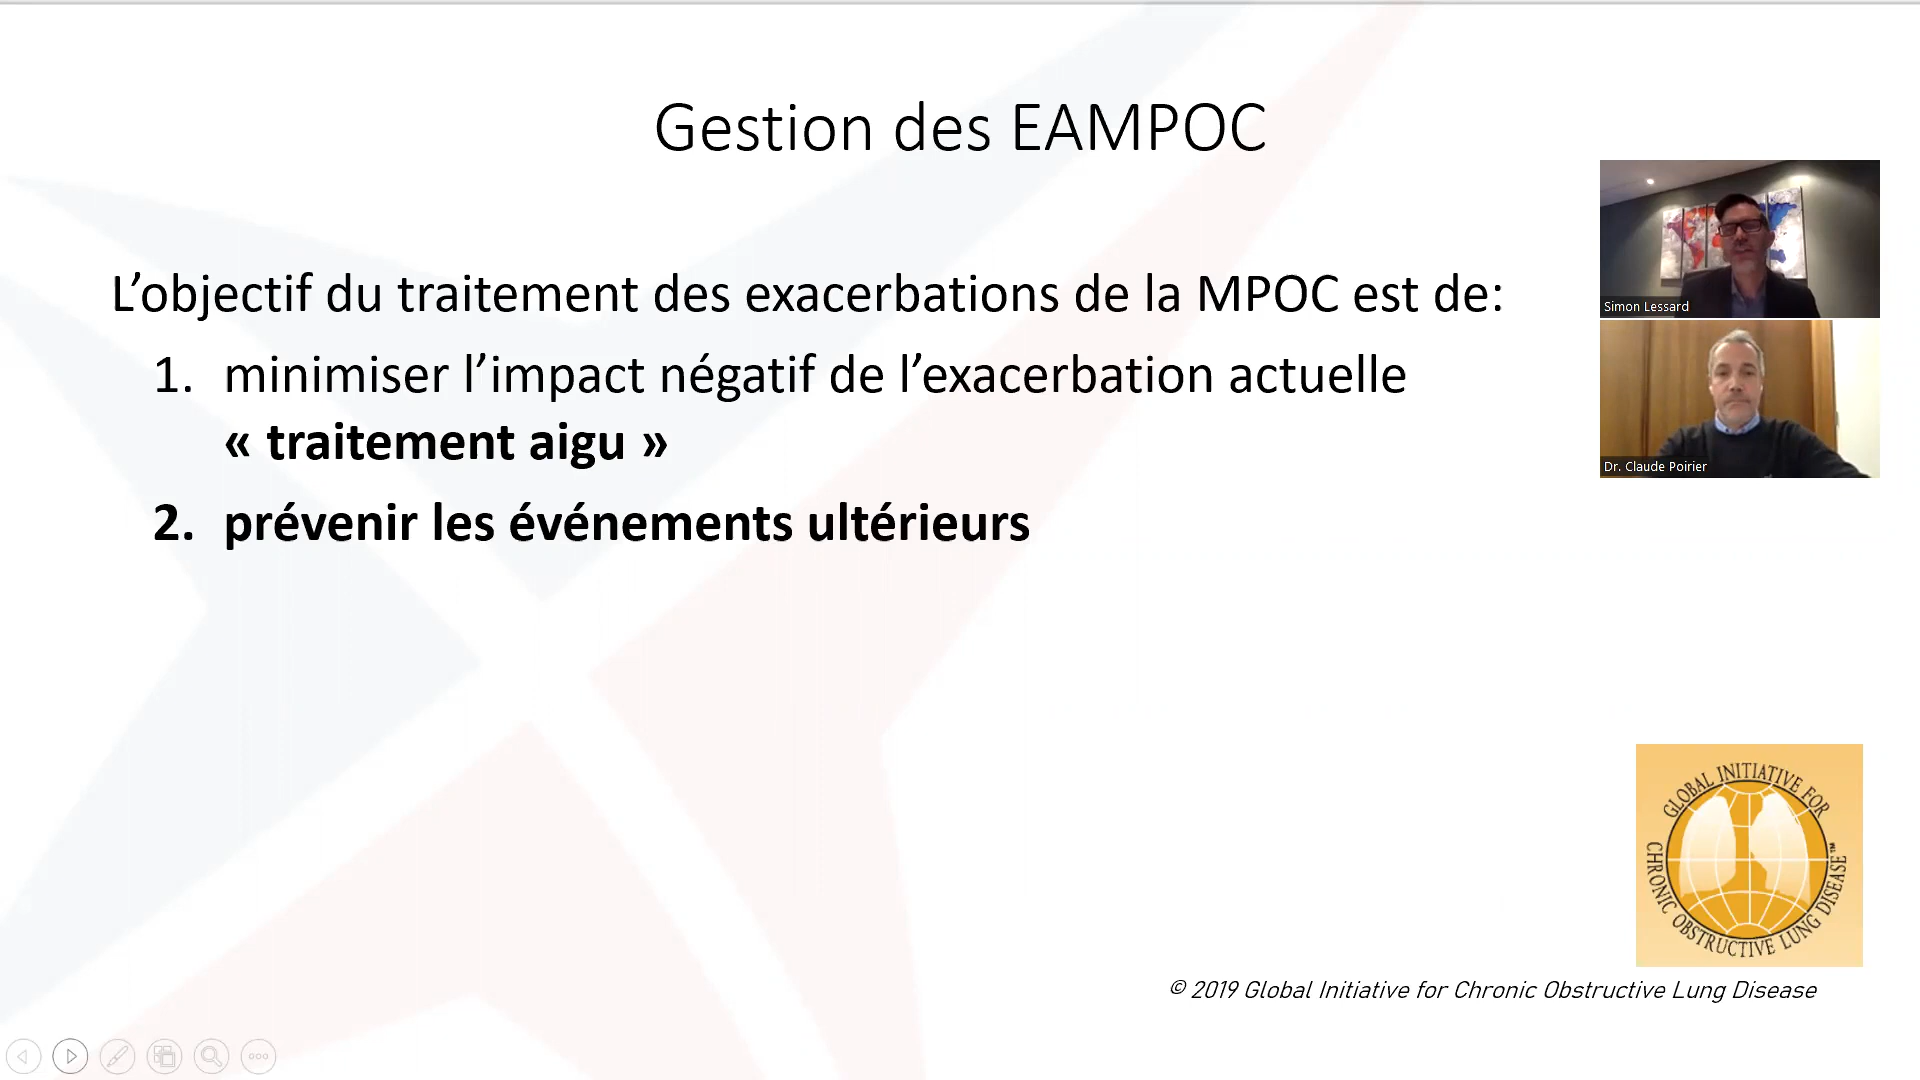 Gestion des EAMPOC
L’objectif du traitement des exacerbations de la MPOC est de:
1. minimiser l’impact négatif de l’exacerbation actuelle
« traitement aigu »
2. prévenir les événements ultérieurs
Simon Lessard
Dr. Claude Poirier
GLOBAL INITIATIVE FOR
CHRONIC OBSTRUCTIVE LUNG DISEASE™
© 2019 Global Initiative for Chronic Obstructive Lung Disease